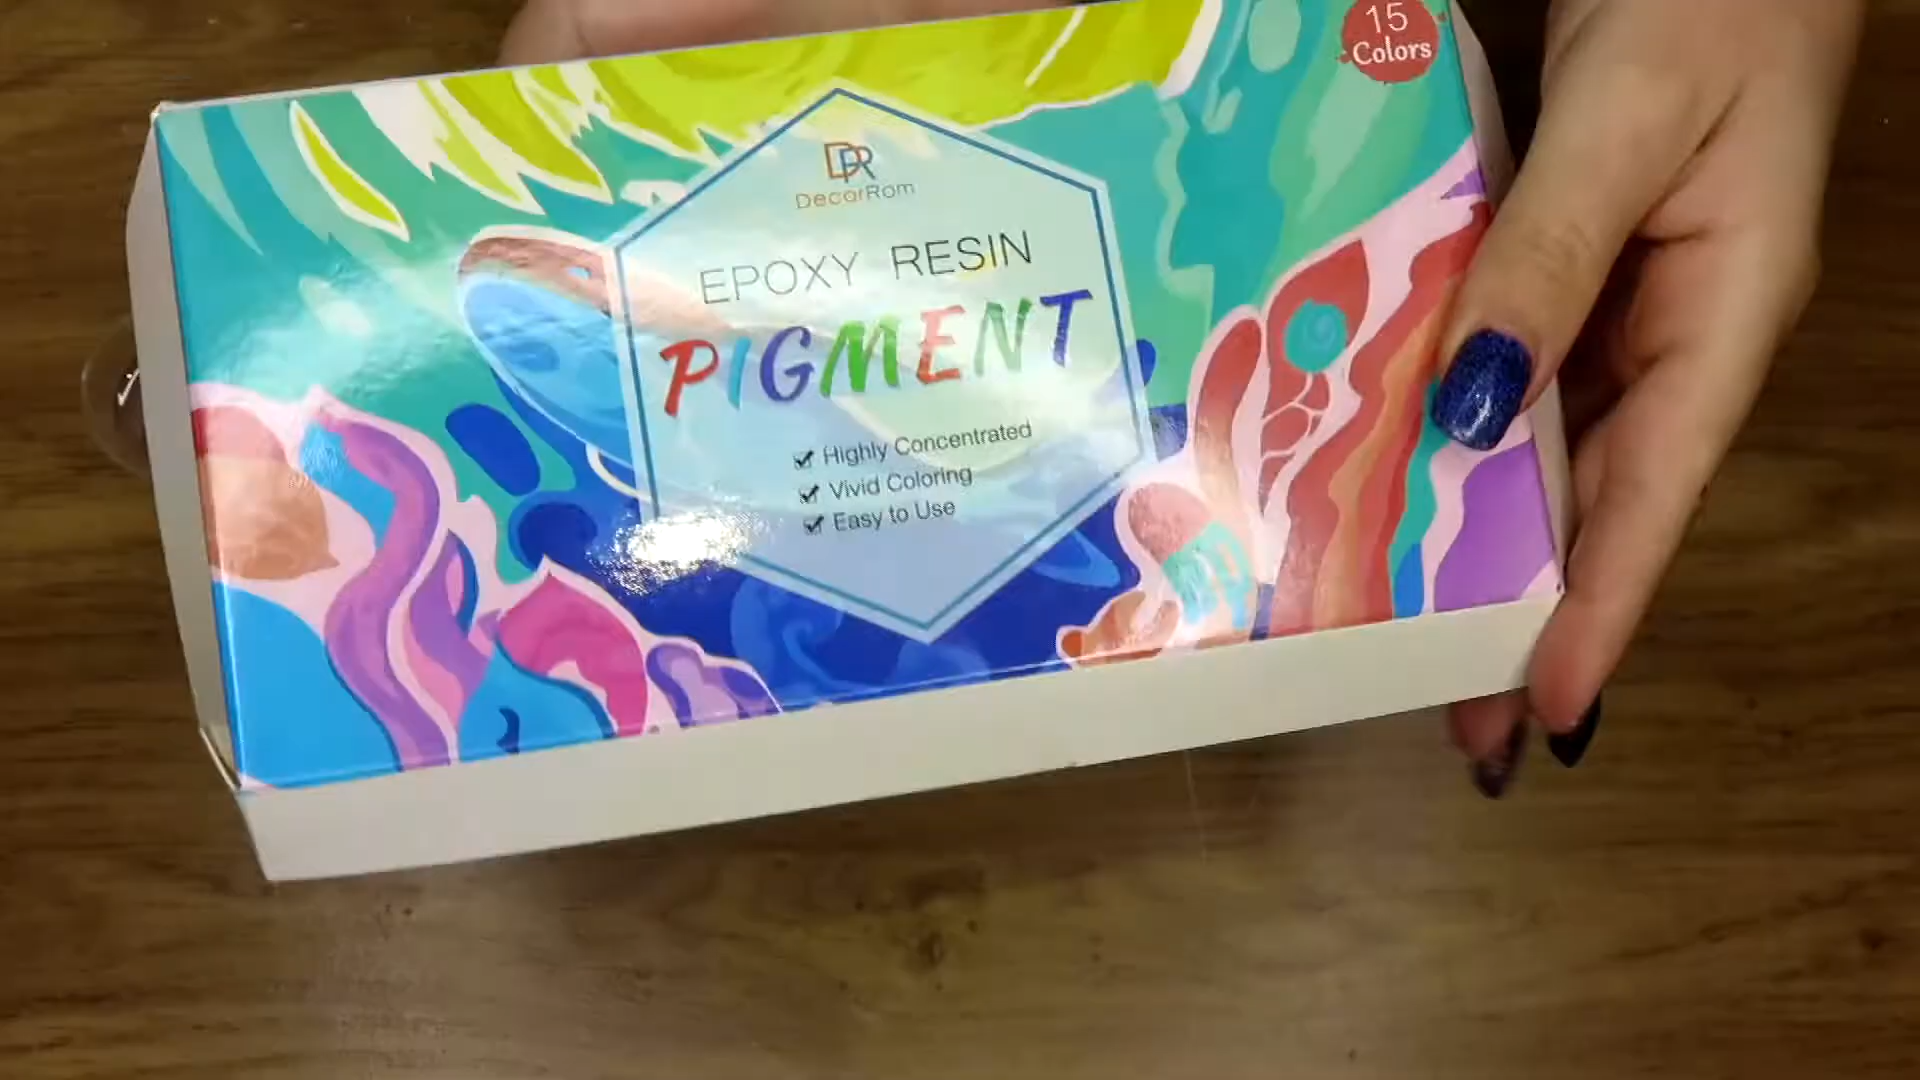 15
Colors
DR
DecorRom
EPOXY RESIN
PIGMENT
Highly Concentrated
Vivid Coloring
Easy to Use